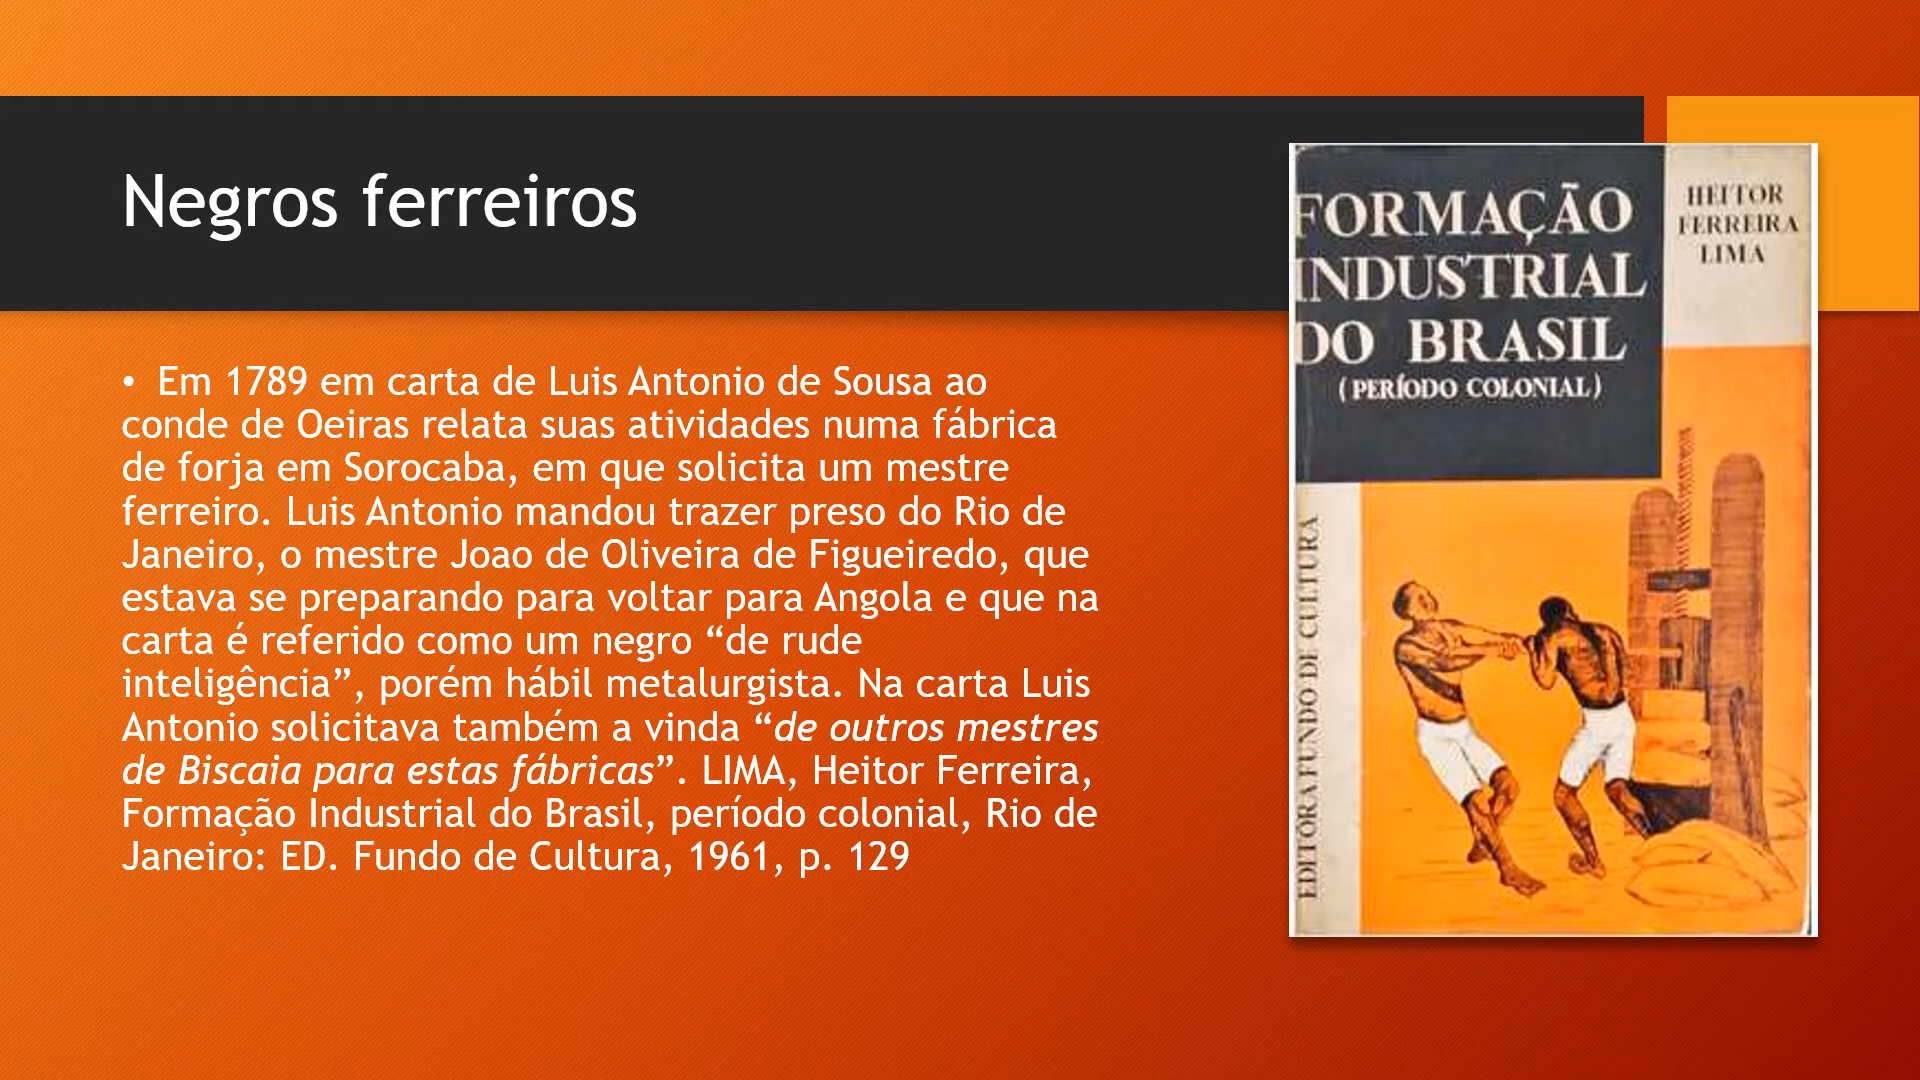 Negros ferreiros
• Em 1789 em carta de Luis Antonio de Sousa ao
conde de Oeiras relata suas atividades numa fábrica
de forja em Sorocaba, em que solicita um mestre
ferreiro. Luis Antonio mandou trazer preso do Rio de
Janeiro, o mestre Joao de Oliveira de Figueiredo, que
estava se preparando para voltar para Angola e que na
carta é referido como um negro “de rude
inteligência”, porém hábil metalurgista. Na carta Luis
Antonio solicitava também a vinda “de outros mestres
de Biscaia para estas fábricas”. LIMA, Heitor Ferreira,
Formação Industrial do Brasil, período colonial, Rio de
Janeiro: ED. Fundo de Cultura, 1961, p. 129
FORMAÇÃO
INDUSTRIAL
DO BRASIL
(PERÍODO COLONIAL)
HEITOR
FERREIRA
LIMA
EDITORA FUNDO DE CULTURA